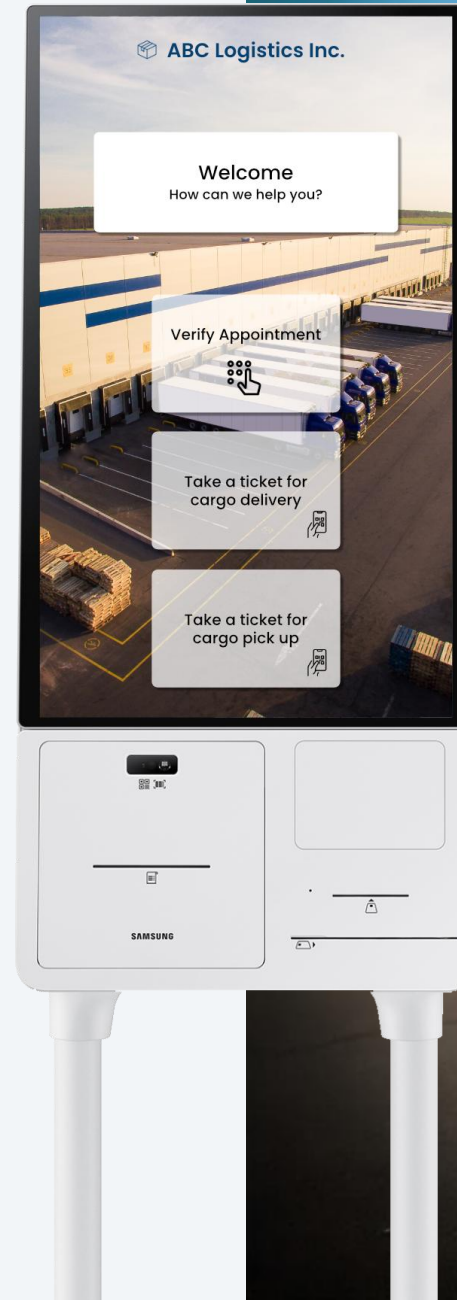 ABC Logistics Inc.
Welcome
How can we help you?
Verify Appointment
Take a ticket for
cargo delivery
Take a ticket for
cargo pick up
SAMSUNG